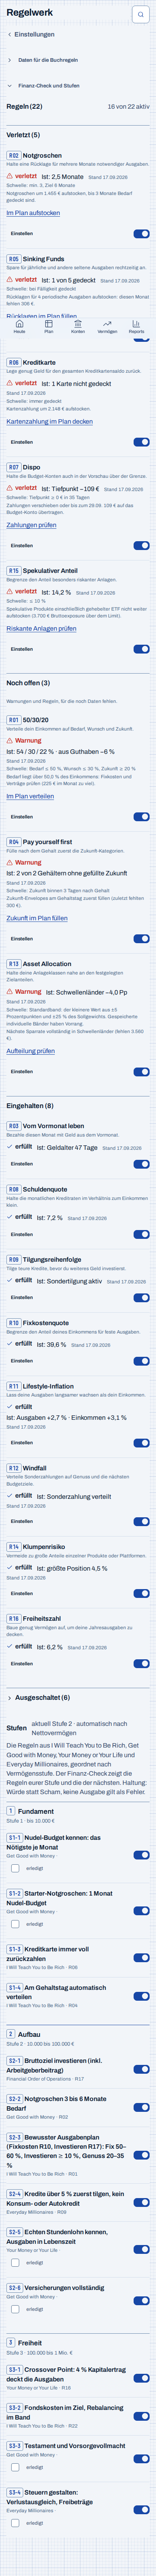 Regelwerk
Einstellungen
Daten für die Buchregeln
Finanz-Check und Stufen
Regeln (22)
16 von 22 aktiv
Verletzt (5)
R02 Notgroschen
Halte eine Rücklage für mehrere Monate notwendiger Ausgaben.
verletzt Ist: 2,5 Monate Stand 17.09.2026
Schwelle: min. 3, Ziel 6 Monate
Notgroschen um 1.465 € aufstocken, bis 3 Monate Bedarf
gedeckt sind.
Im Plan aufstocken
Einstellen
R05 Sinking Funds
Spare für jährliche und andere seltene Ausgaben rechtzeitig an.
verletzt Ist: 1 von 5 gedeckt Stand 17.09.2026
Schwelle: bei Fälligkeit gedeckt
Rücklagen für 4 periodische Ausgaben aufstocken: diesen Monat
fehlen 309 €.
Rücklagen im Plan füllen
Heute
Plan
Konten
Vermögen
Reports
R06 Kreditkarte
Lege genug Geld für den gesamten Kreditkartensaldo zurück.
verletzt Ist: 1 Karte nicht gedeckt
Stand 17.09.2026
Schwelle: immer gedeckt
Kartenzahlung um 2.148 € aufstocken.
Kartenzahlung im Plan decken
Einstellen
R07 Dispo
Halte die Budget-Konten auch in der Vorschau über der Grenze.
verletzt Ist: Tiefpunkt −109 € Stand 17.09.2026
Schwelle: Tiefpunkt ≥ 0 € in 35 Tagen
Zahlungen verschieben oder bis zum 28.09. 109 € auf das
Budget-Konto übertragen.
Zahlungen prüfen
Einstellen
R15 Spekulativer Anteil
Begrenze den Anteil besonders riskanter Anlagen.
verletzt Ist: 14,2 % Stand 17.09.2026
Schwelle: ≤ 10 %
Spekulative Produkte einschließlich gehebelter ETF nicht weiter
aufstocken (3.700 € Bruttoexposure über dem Limit).
Riskante Anlagen prüfen
Einstellen
Noch offen (3)
Warnungen und Regeln, für die noch Daten fehlen.
R01 50/30/20
Verteile dein Einkommen auf Bedarf, Wunsch und Zukunft.
Warnung
Ist: 54 / 30 / 22 % · aus Guthaben −6 %
Stand 17.09.2026
Schwelle: Bedarf ≤ 50 %, Wunsch ≤ 30 %, Zukunft ≥ 20 %
Bedarf liegt über 50,0 % des Einkommens: Fixkosten und
Verträge prüfen (225 € im Monat zu viel).
Im Plan verteilen
Einstellen
R04 Pay yourself first
Fülle nach dem Gehalt zuerst die Zukunft-Kategorien.
Warnung
Ist: 2 von 2 Gehältern ohne gefüllte Zukunft
Stand 17.09.2026
Schwelle: Zukunft binnen 3 Tagen nach Gehalt
Zukunft-Envelopes am Gehaltstag zuerst füllen (zuletzt fehlten
300 €).
Zukunft im Plan füllen
Einstellen
R13 Asset Allocation
Halte deine Anlageklassen nahe an den festgelegten
Zielanteilen.
Warnung Ist: Schwellenländer −4,0 Pp
Stand 17.09.2026
Schwelle: Standardband: der kleinere Wert aus ±5
Prozentpunkten und ±25 % des Sollgewichts. Gespeicherte
individuelle Bänder haben Vorrang.
Nächste Sparrate vollständig in Schwellenländer (fehlen 3.560
€).
Aufteilung prüfen
Einstellen
Eingehalten (8)
R03 Vom Vormonat leben
Bezahle diesen Monat mit Geld aus dem Vormonat.
erfüllt Ist: Geldalter 47 Tage Stand 17.09.2026
Einstellen
R08 Schuldenquote
Halte die monatlichen Kreditraten im Verhältnis zum Einkommen
klein.
erfüllt Ist: 7,2 % Stand 17.09.2026
Einstellen
R09 Tilgungsreihenfolge
Tilge teure Kredite, bevor du weiteres Geld investierst.
erfüllt Ist: Sondertilgung aktiv Stand 17.09.2026
Einstellen
R10 Fixkostenquote
Begrenze den Anteil deines Einkommens für feste Ausgaben.
erfüllt Ist: 39,6 % Stand 17.09.2026
Einstellen
R11 Lifestyle-Inflation
Lass deine Ausgaben langsamer wachsen als dein Einkommen.
erfüllt
Ist: Ausgaben +2,7 % · Einkommen +3,1 %
Stand 17.09.2026
Einstellen
R12 Windfall
Verteile Sonderzahlungen auf Genuss und die nächsten
Budgetziele.
erfüllt Ist: Sonderzahlung verteilt
Stand 17.09.2026
Einstellen
R14 Klumpenrisiko
Vermeide zu große Anteile einzelner Produkte oder Plattformen.
erfüllt Ist: größte Position 4,5 %
Stand 17.09.2026
Einstellen
R16 Freiheitszahl
Baue genug Vermögen auf, um deine Jahresausgaben zu
decken.
erfüllt Ist: 6,2 % Stand 17.09.2026
Einstellen
Ausgeschaltet (6)
Stufen
aktuell Stufe 2 · automatisch nach
Nettovermögen
Die Regeln aus I Will Teach You to Be Rich, Get
Good with Money, Your Money or Your Life und
Everyday Millionaires, geordnet nach
Vermögensstufe. Der Finanz-Check zeigt die
Regeln eurer Stufe und die der nächsten. Haltung:
Würde statt Scham, keine Ausgabe gilt als Fehler.
1 Fundament
Stufe 1 · bis 10.000 €
S1-1 Nudel-Budget kennen: das
Nötigste je Monat
Get Good with Money ·
erledigt
S1-2 Starter-Notgroschen: 1 Monat
Nudel-Budget
Get Good with Money ·
erledigt
S1-3 Kreditkarte immer voll
zurückzahlen
I Will Teach You to Be Rich · R06
S1-4 Am Gehaltstag automatisch
verteilen
I Will Teach You to Be Rich · R04
2 Aufbau
Stufe 2 · 10.000 bis 100.000 €
S2-1 Bruttoziel investieren (inkl.
Arbeitgeberbeitrag)
Financial Order of Operations · R17
S2-2 Notgroschen 3 bis 6 Monate
Bedarf
Get Good with Money · R02
S2-3 Bewusster Ausgabenplan
(Fixkosten R10, Investieren R17): Fix 50–
60 %, Investieren ≥ 10 %, Genuss 20–35
%
I Will Teach You to Be Rich · R01
S2-4 Kredite über 5 % zuerst tilgen, kein
Konsum- oder Autokredit
Everyday Millionaires · R09
S2-5 Echten Stundenlohn kennen,
Ausgaben in Lebenszeit
Your Money or Your Life ·
erledigt
S2-6 Versicherungen vollständig
Get Good with Money ·
erledigt
3 Freiheit
Stufe 3 · 100.000 bis 1 Mio. €
S3-1 Crossover Point: 4 % Kapitalertrag
deckt die Ausgaben
Your Money or Your Life · R16
S3-2 Fondskosten im Ziel, Rebalancing
im Band
I Will Teach You to Be Rich · R22
S3-3 Testament und Vorsorgevollmacht
Get Good with Money ·
erledigt
S3-4 Steuern gestalten:
Verlustausgleich, Freibeträge
Everyday Millionaires ·
erledigt